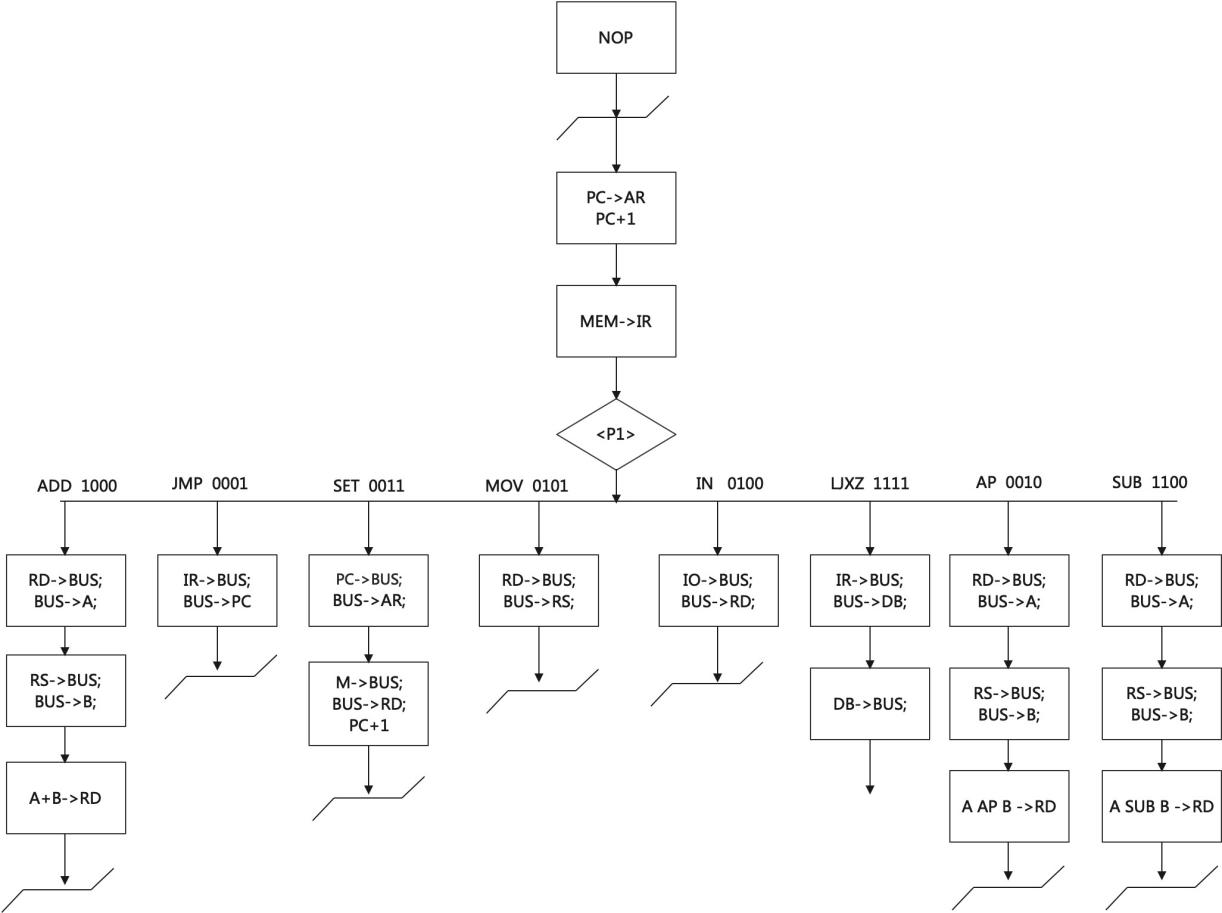 NOP
PC->AR
PC+1
MEM->IR
<P1>
ADD 1000
JMP 0001
SET 0011
MOV 0101
IN 0100
LJXZ 1111
AP 0010
SUB 1100
RD->BUS;
BUS->A;
RS->BUS;
BUS->B;
A+B->RD
IR->BUS;
BUS->PC
PC->BUS;
BUS->AR;
M->BUS;
BUS->RD;
PC+1
RD->BUS;
BUS->RS;
IO->BUS;
BUS->RD;
IR->BUS;
BUS->DB;
DB->BUS;
RD->BUS;
BUS->A;
RS->BUS;
BUS->B;
A AP B ->RD
RD->BUS;
BUS->A;
RS->BUS;
BUS->B;
A SUB B ->RD